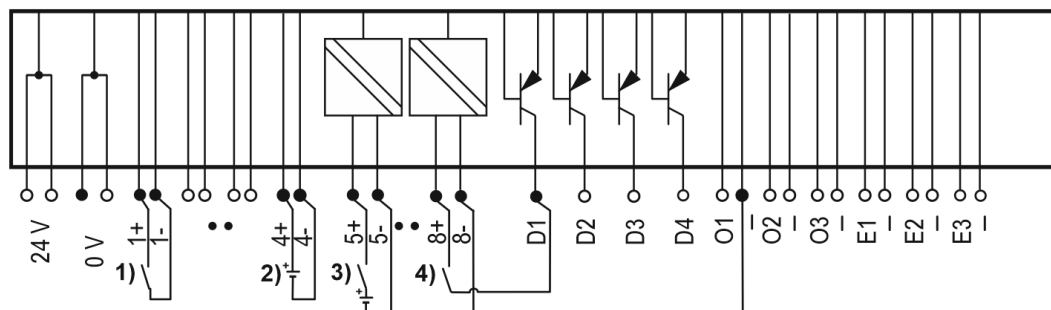 24 V
0 V
1+
1-
4+
4-
5+
5-
8+
8-
D1
D2
D3
D4
O1
–
O2
–
O3
–
E1
–
E2
–
E3
–
1)
2)
+
3)
+
4)